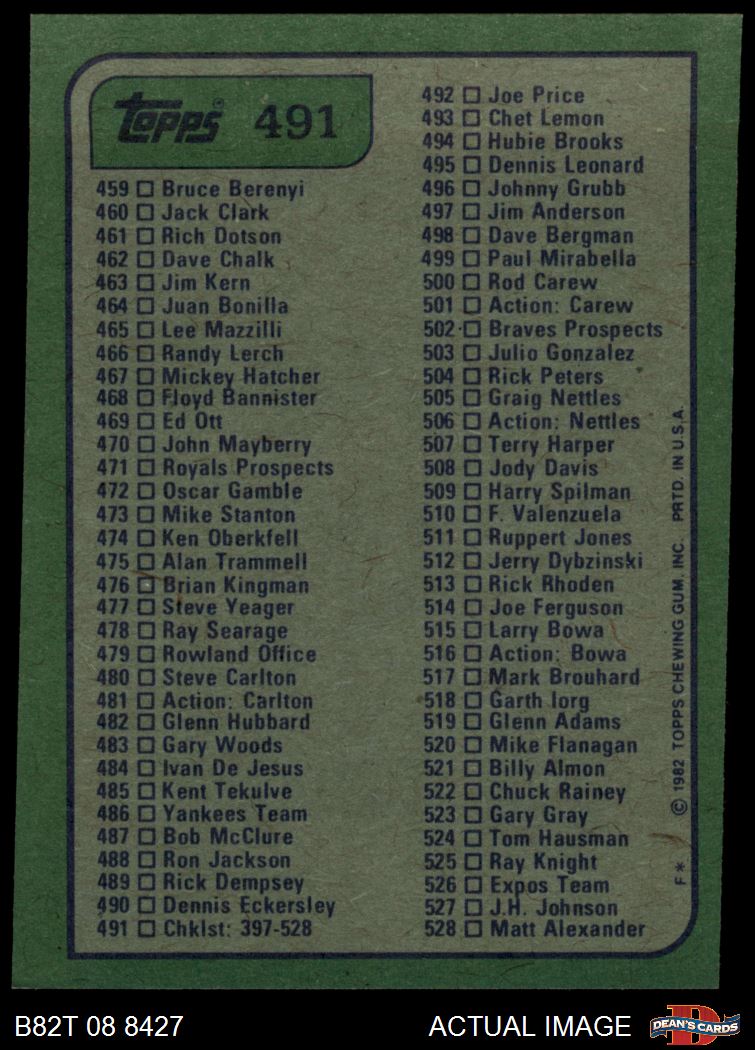 Topps 491
459 Bruce Berenyi
460 Jack Clark
461 Rich Dotson
462 Dave Chalk
463 Jim Kern
464 Juan Bonilla
465 Lee Mazzilli
466 Randy Lerch
467 Mickey Hatcher
468 Floyd Bannister
469 Ed Ott
470 John Mayberry
471 Royals Prospects
472 Oscar Gamble
473 Mike Stanton
474 Ken Oberkfell
475 Alan Trammell
476 Brian Kingman
477 Steve Yeager
478 Ray Searage
479 Rowland Office
480 Steve Carlton
481 Action: Carlton
482 Glenn Hubbard
483 Gary Woods
484 Ivan De Jesus
485 Kent Tekulve
486 Yankees Team
487 Bob McClure
488 Ron Jackson
489 Rick Dempsey
490 Dennis Eckersley
491 Chklst: 397-528
492 Joe Price
493 Chet Lemon
494 Hubie Brooks
495 Dennis Leonard
496 Johnny Grubb
497 Jim Anderson
498 Dave Bergman
499 Paul Mirabella
500 Rod Carew
501 Action: Carew
502 Braves Prospects
503 Julio Gonzalez
504 Rick Peters
505 Graig Nettles
506 Action: Nettles
507 Terry Harper
508 Jody Davis
509 Harry Spilman
510 F. Valenzuela
511 Ruppert Jones
512 Jerry Dybzinski
513 Rick Rhoden
514 Joe Ferguson
515 Larry Bowa
516 Action: Bowa
517 Mark Brouhard
518 Garth Iorg
519 Glenn Adams
520 Mike Flanagan
521 Billy Almon
522 Chuck Rainey
523 Gary Gray
524 Tom Hausman
525 Ray Knight
526 Expos Team
527 J.H. Johnson
528 Matt Alexander
F* © 1982 TOPPS CHEWING GUM, INC. PRTD. IN U.S.A.
B82T 08 8427 ACTUAL IMAGE
D
DEAN'S CARDS